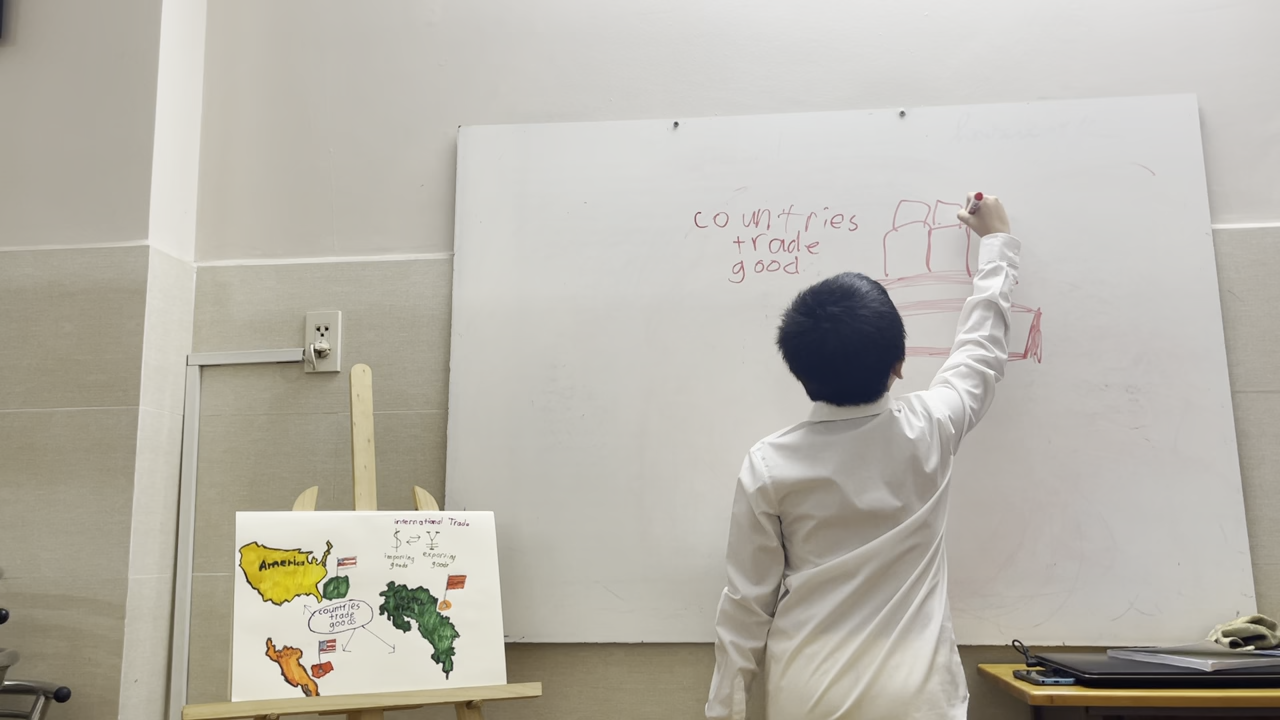 countries
trade
good
international Trade
$ ⇄ ¥
importing exporting
goods goods
America
countries
trade
goods